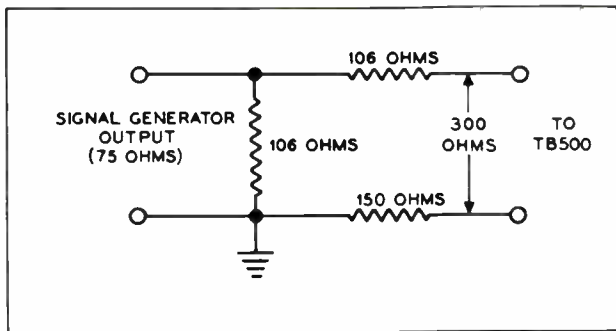 106 OHMS
SIGNAL GENERATOR
OUTPUT
(75 OHMS)
106 OHMS
300
OHMS
TO
TB500
150 OHMS